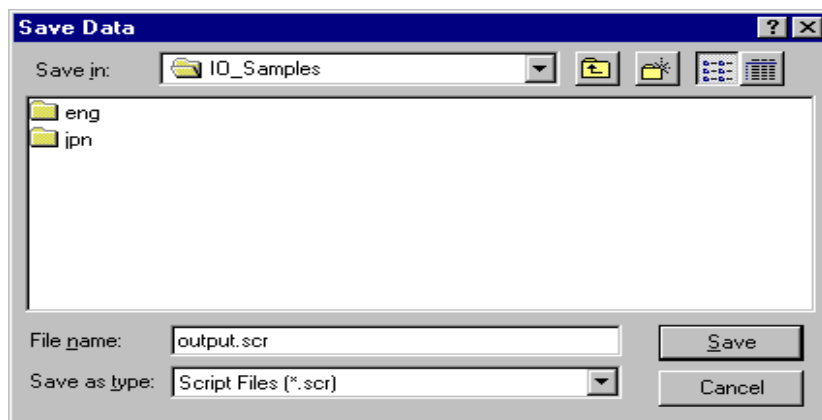 Save Data
Save in: IO_Samples
eng
jpn
File name: output.scr Save
Save as type: Script Files (*.scr) Cancel